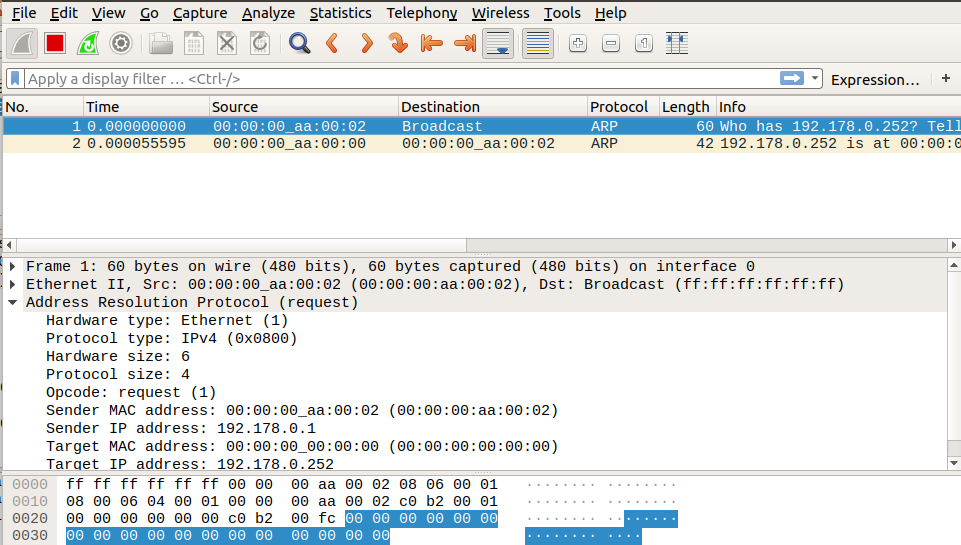 File Edit View Go Capture Analyze Statistics Telephony Wireless Tools Help
Apply a display filter … <Ctrl-/> Expression… +
No. Time Source Destination Protocol Length Info
1 0.000000000 00:00:00_aa:00:02 Broadcast ARP 60 Who has 192.178.0.252? Tell
2 0.000055595 00:00:00_aa:00:00 00:00:00_aa:00:02 ARP 42 192.178.0.252 is at 00:00:0
Frame 1: 60 bytes on wire (480 bits), 60 bytes captured (480 bits) on interface 0
Ethernet II, Src: 00:00:00_aa:00:02 (00:00:00:aa:00:02), Dst: Broadcast (ff:ff:ff:ff:ff:ff)
Address Resolution Protocol (request)
Hardware type: Ethernet (1)
Protocol type: IPv4 (0x0800)
Hardware size: 6
Protocol size: 4
Opcode: request (1)
Sender MAC address: 00:00:00_aa:00:02 (00:00:00:aa:00:02)
Sender IP address: 192.178.0.1
Target MAC address: 00:00:00_00:00:00 (00:00:00:00:00:00)
Target IP address: 192.178.0.252
0000 ff ff ff ff ff ff 00 00 00 aa 00 02 08 06 00 01 ········ ········
0010 08 00 06 04 00 01 00 00 00 aa 00 02 c0 b2 00 01 ········ ········
0020 00 00 00 00 00 00 c0 b2 00 fc 00 00 00 00 00 00 ········ ········
0030 00 00 00 00 00 00 00 00 00 00 00 00 ········ ····